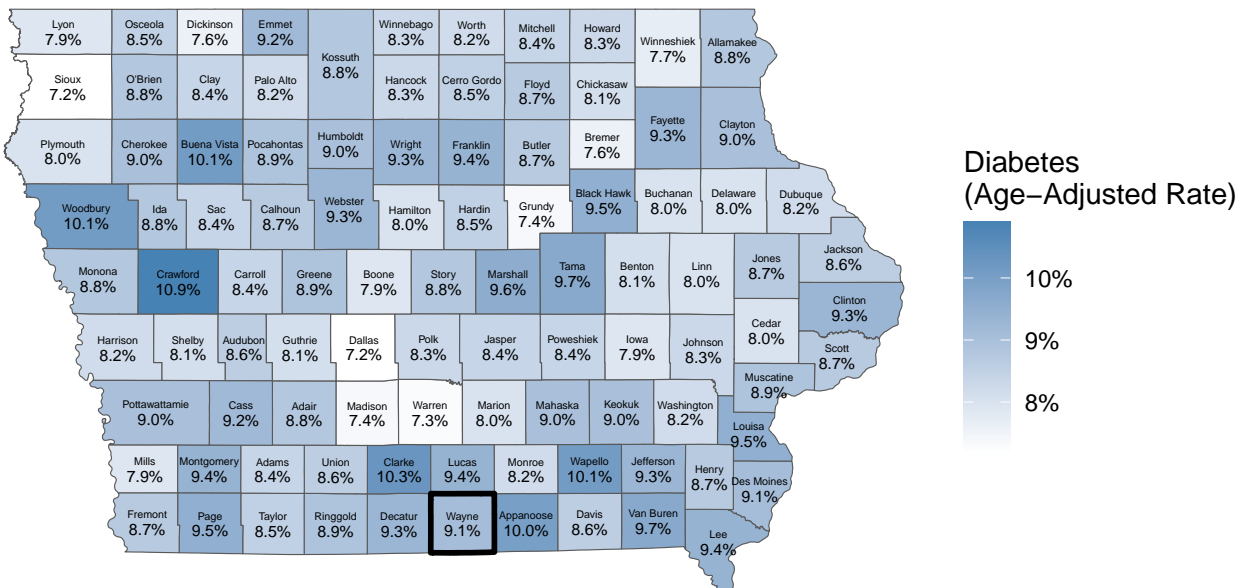 Lyon
7.9%
Osceola
8.5%
Dickinson
7.6%
Emmet
9.2%
Kossuth
8.8%
Winnebago
8.3%
Worth
8.2%
Mitchell
8.4%
Howard
8.3%
Winneshiek
7.7%
Allamakee
8.8%
Sioux
7.2%
O'Brien
8.8%
Clay
8.4%
Palo Alto
8.2%
Hancock
8.3%
Cerro Gordo
8.5%
Floyd
8.7%
Chickasaw
8.1%
Fayette
9.3%
Clayton
9.0%
Plymouth
8.0%
Cherokee
9.0%
Buena Vista
10.1%
Pocahontas
8.9%
Humboldt
9.0%
Wright
9.3%
Franklin
9.4%
Butler
8.7%
Bremer
7.6%
Woodbury
10.1%
Ida
8.8%
Sac
8.4%
Calhoun
8.7%
Webster
9.3%
Hamilton
8.0%
Hardin
8.5%
Grundy
7.4%
Black Hawk
9.5%
Buchanan
8.0%
Delaware
8.0%
Dubuque
8.2%
Monona
8.8%
Crawford
10.9%
Carroll
8.4%
Greene
8.9%
Boone
7.9%
Story
8.8%
Marshall
9.6%
Tama
9.7%
Benton
8.1%
Linn
8.0%
Jones
8.7%
Jackson
8.6%
Clinton
9.3%
Harrison
8.2%
Shelby
8.1%
Audubon
8.6%
Guthrie
8.1%
Dallas
7.2%
Polk
8.3%
Jasper
8.4%
Poweshiek
8.4%
Iowa
7.9%
Johnson
8.3%
Cedar
8.0%
Scott
8.7%
Muscatine
8.9%
Pottawattamie
9.0%
Cass
9.2%
Adair
8.8%
Madison
7.4%
Warren
7.3%
Marion
8.0%
Mahaska
9.0%
Keokuk
9.0%
Washington
8.2%
Louisa
9.5%
Mills
7.9%
Montgomery
9.4%
Adams
8.4%
Union
8.6%
Clarke
10.3%
Lucas
9.4%
Monroe
8.2%
Wapello
10.1%
Jefferson
9.3%
Henry
8.7%
Des Moines
9.1%
Fremont
8.7%
Page
9.5%
Taylor
8.5%
Ringgold
8.9%
Decatur
9.3%
Wayne
9.1%
Appanoose
10.0%
Davis
8.6%
Van Buren
9.7%
Lee
9.4%
Diabetes
(Age−Adjusted Rate)
10%
9%
8%